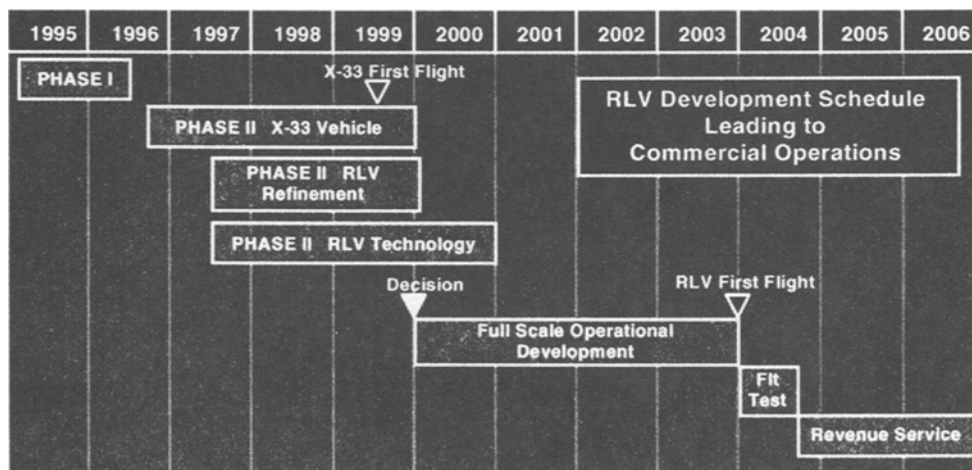 1995 1996 1997 1998 1999 2000 2001 2002 2003 2004 2005 2006
PHASE I
X-33 First Flight
RLV Development Schedule
Leading to
Commercial Operations
PHASE II X-33 Vehicle
PHASE II RLV
Refinement
PHASE II RLV Technology
Decision
RLV First Flight
Full Scale Operational
Development
Flt
Test
Revenue Service